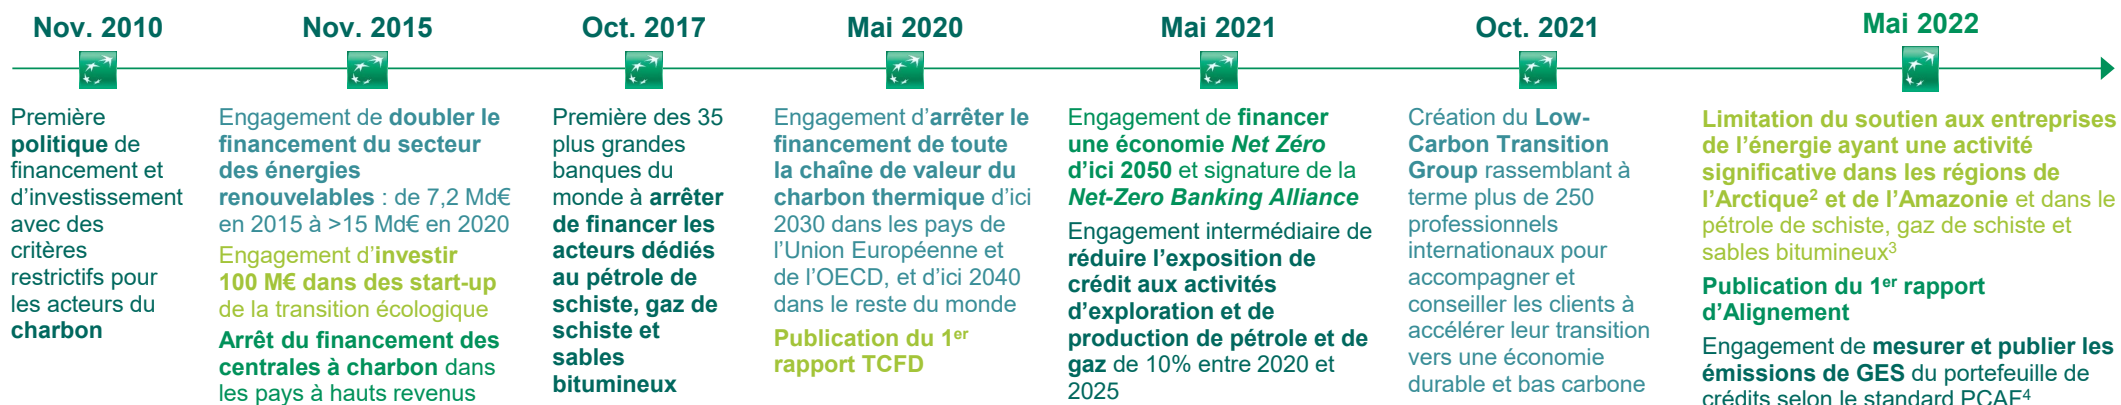 Nov. 2010
Première
politique de
financement et
d'investissement
avec des
critères
restrictifs pour
les acteurs du
charbon
Nov. 2015
Engagement de doubler le
financement du secteur
des énergies
renouvelables : de 7,2 Md€
en 2015 à >15 Md€ en 2020
Engagement d'investir
100 M€ dans des start-up
de la transition écologique
Arrêt du financement des
centrales à charbon dans
les pays à hauts revenus
Oct. 2017
Première des 35
plus grandes
banques du
monde à arrêter
de financer les
acteurs dédiés
au pétrole de
schiste, gaz de
schiste et
sables
bitumineux
Mai 2020
Engagement d'arrêter le
financement de toute
la chaîne de valeur du
charbon thermique d'ici
2030 dans les pays de
l'Union Européenne et
de l'OECD, et d'ici 2040
dans le reste du monde
Publication du 1er
rapport TCFD
Mai 2021
Engagement de financer
une économie Net Zéro
d'ici 2050 et signature de la
Net-Zero Banking Alliance
Engagement intermédiaire de
réduire l'exposition de
crédit aux activités
d'exploration et de
production de pétrole et de
gaz de 10% entre 2020 et
2025
Oct. 2021
Création du Low-
Carbon Transition
Group rassemblant à
terme plus de 250
professionnels
internationaux pour
accompagner et
conseiller les clients à
accélérer leur transition
vers une économie
durable et bas carbone
Mai 2022
Limitation du soutien aux entreprises
de l'énergie ayant une activité
significative dans les régions de
l'Arctique² et de l'Amazonie et dans le
pétrole de schiste, gaz de schiste et
sables bitumineux³
Publication du 1er rapport
d'Alignement
Engagement de mesurer et publier les
émissions de GES du portefeuille de
crédits selon le standard PCAF⁴